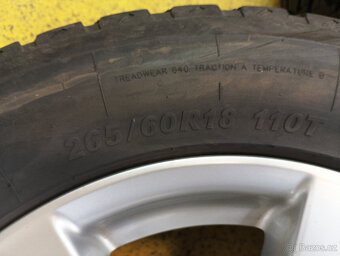 TREADWEAR 640 TRACTION A TEMPERATURE B
265/60R18 110T